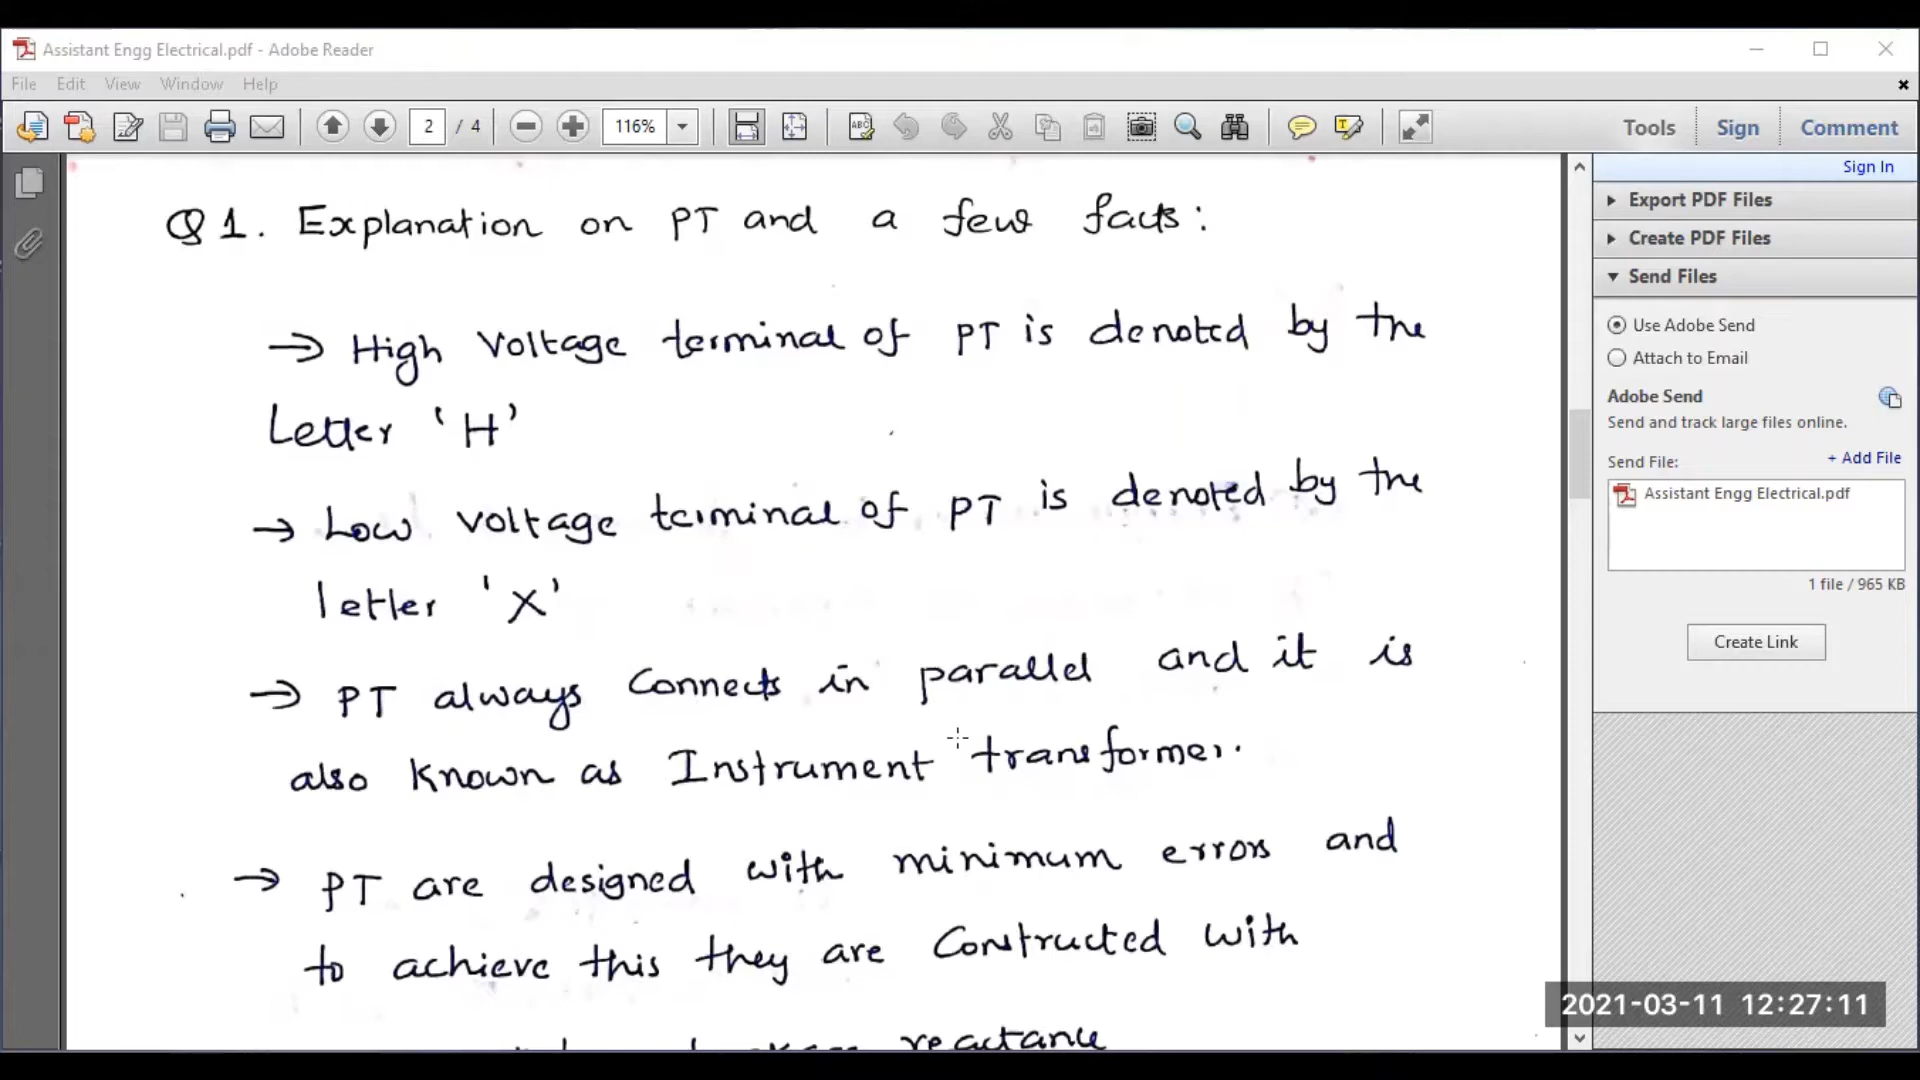 Assistant Engg Electrical.pdf - Adobe Reader
File Edit View Window Help
2 / 4 116% Tools Sign Comment
Sign In
Export PDF Files
Create PDF Files
Send Files
Use Adobe Send
Attach to Email
Adobe Send
Send and track large files online.
Send File: + Add File
Assistant Engg Electrical.pdf
1 file / 965 KB
Create Link
Q 1. Explanation on PT and a few facts:
→ High Voltage terminal of PT is denoted by the
Letter 'H'
→ Low voltage terminal of PT is denoted by the
letter 'X'
→ PT always Connects in parallel and it is
also known as Instrument transformer.
→ PT are designed with minimum errors and
to achieve this they are Constructed with
reactance
2021-03-11 12:27:11